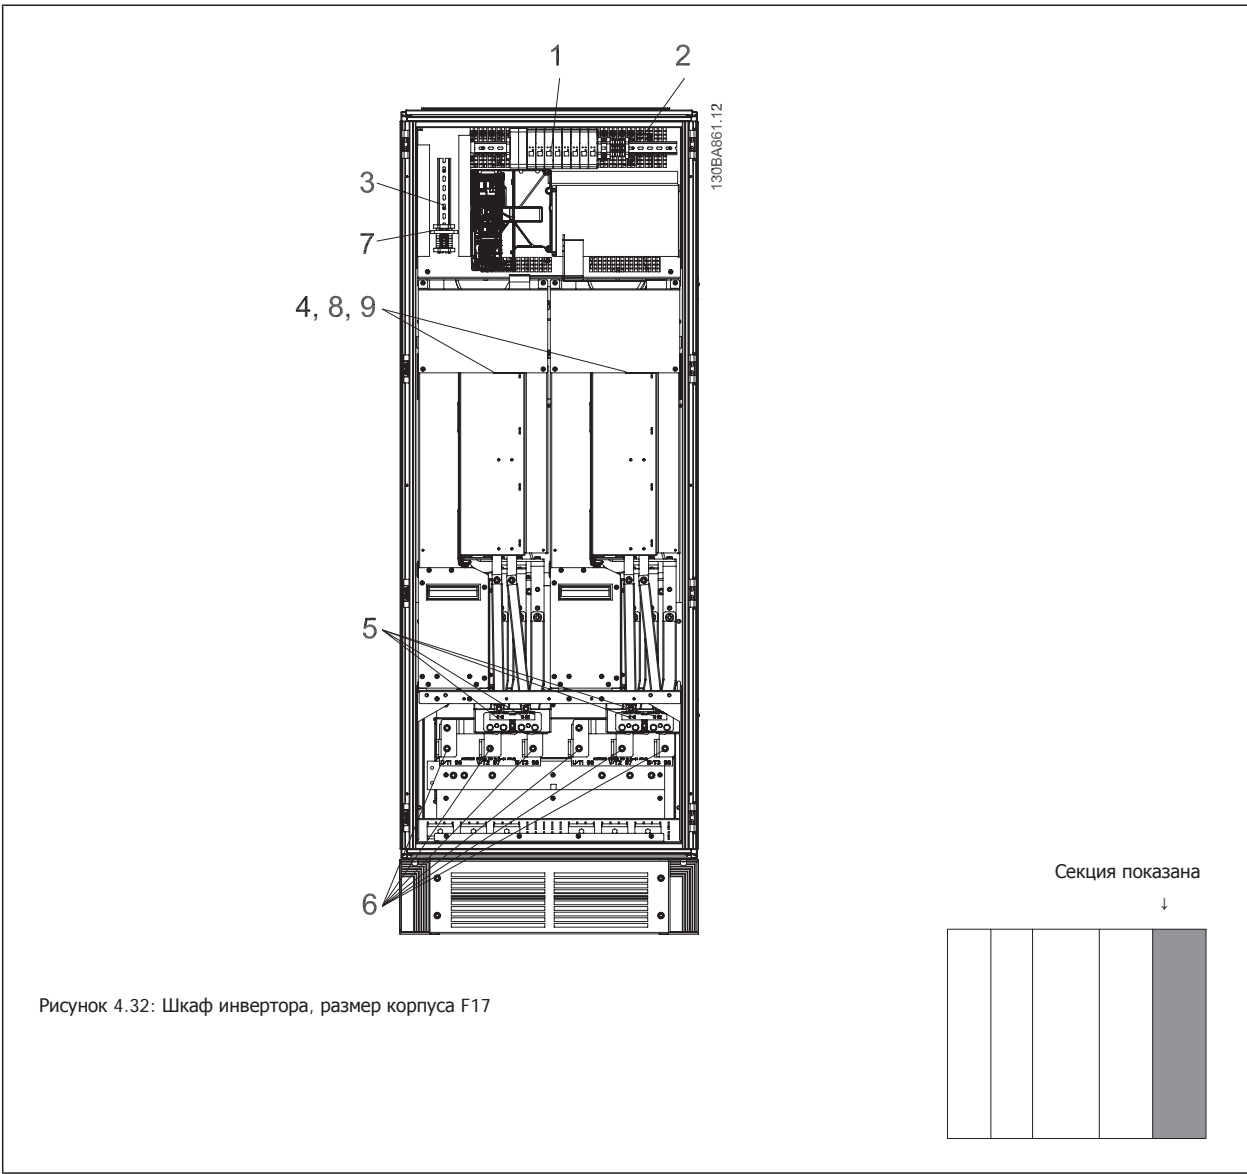 1
2
130BA861.12
3
7
4, 8, 9
5
6
Секция показана
↓
Рисунок 4.32: Шкаф инвертора, размер корпуса F17